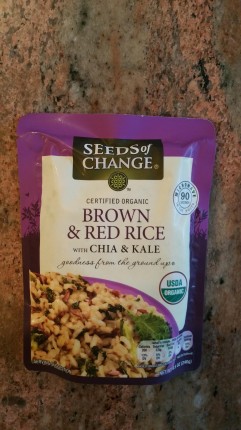 SEEDS of
CHANGE®
CERTIFIED ORGANIC
BROWN
& RED RICE
WITH CHIA & KALE
goodness from the ground up®
90
USDA
ORGANIC